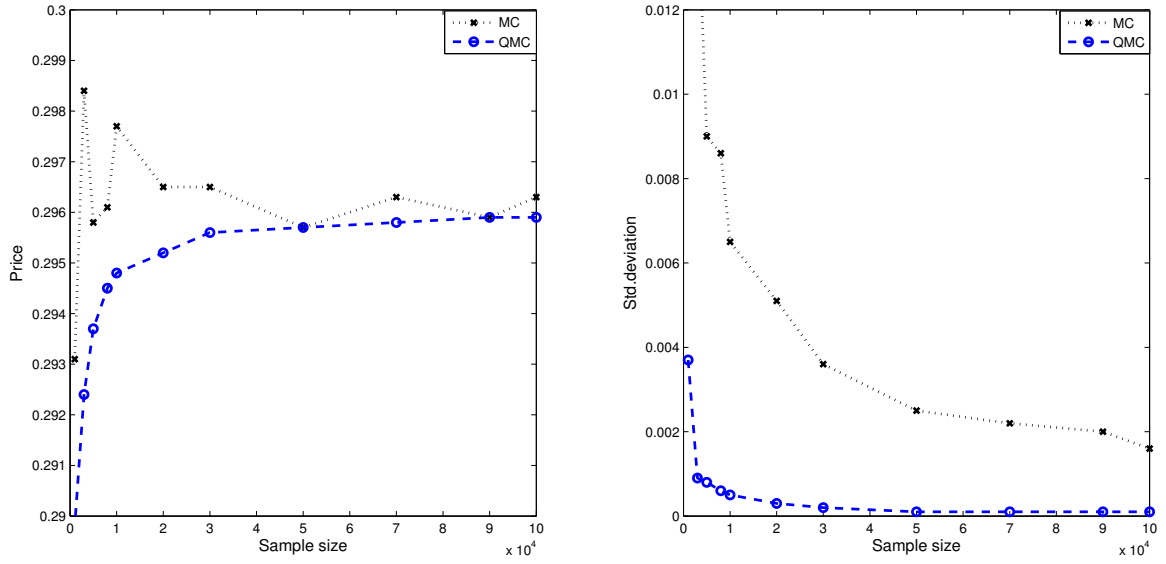 0.3
0.299
0.298
0.297
0.296
0.295
0.294
0.293
0.292
0.291
0.29
Price
0 1 2 3 4 5 6 7 8 9 10
Sample size
x 10^4
MC
QMC
0.012
0.01
0.008
0.006
0.004
0.002
0
Std.deviation
0 1 2 3 4 5 6 7 8 9 10
Sample size
x 10^4
MC
QMC